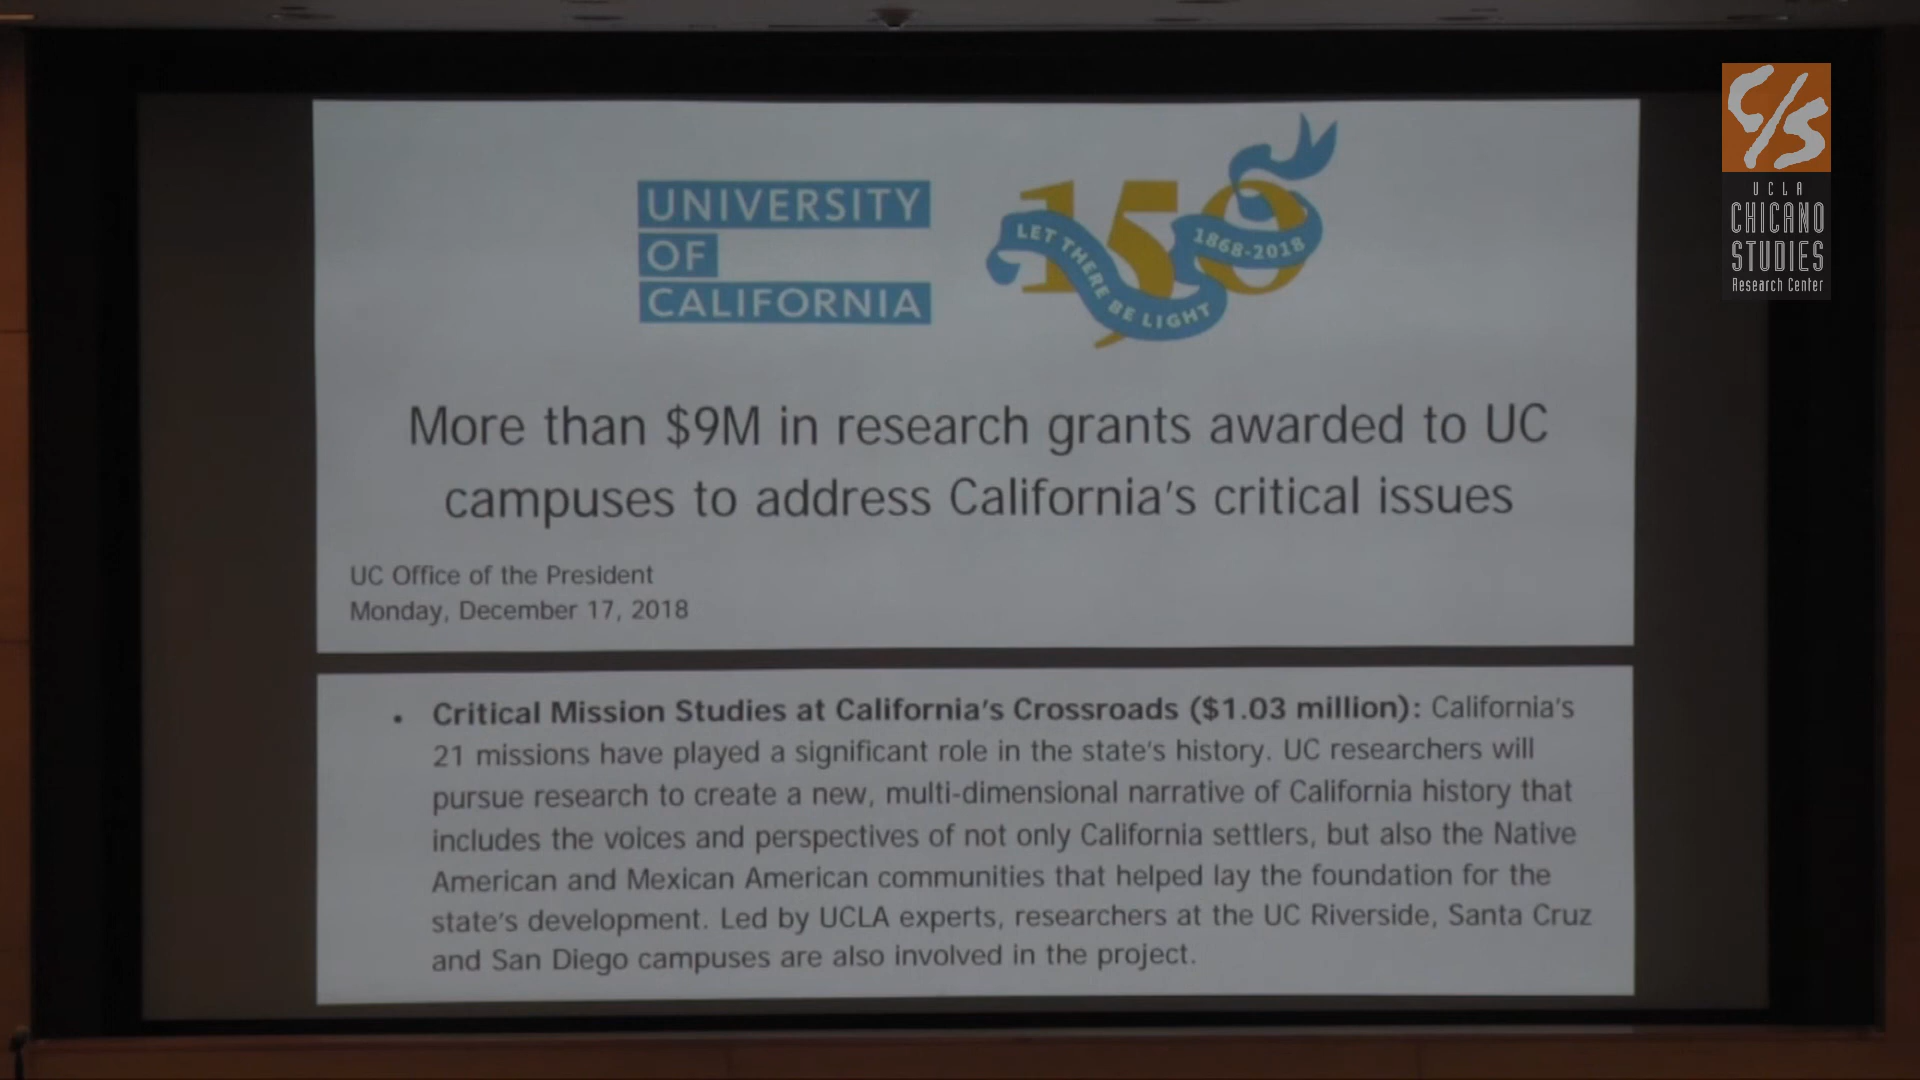 UNIVERSITY
OF
CALIFORNIA
150
LET THERE BE LIGHT
1868-2018
More than $9M in research grants awarded to UC
campuses to address California's critical issues
UC Office of the President
Monday, December 17, 2018
• Critical Mission Studies at California's Crossroads ($1.03 million): California's
21 missions have played a significant role in the state's history. UC researchers will
pursue research to create a new, multi-dimensional narrative of California history that
includes the voices and perspectives of not only California settlers, but also the Native
American and Mexican American communities that helped lay the foundation for the
state's development. Led by UCLA experts, researchers at the UC Riverside, Santa Cruz
and San Diego campuses are also involved in the project.
C/S
UCLA
CHICANO
STUDIES
Research Center